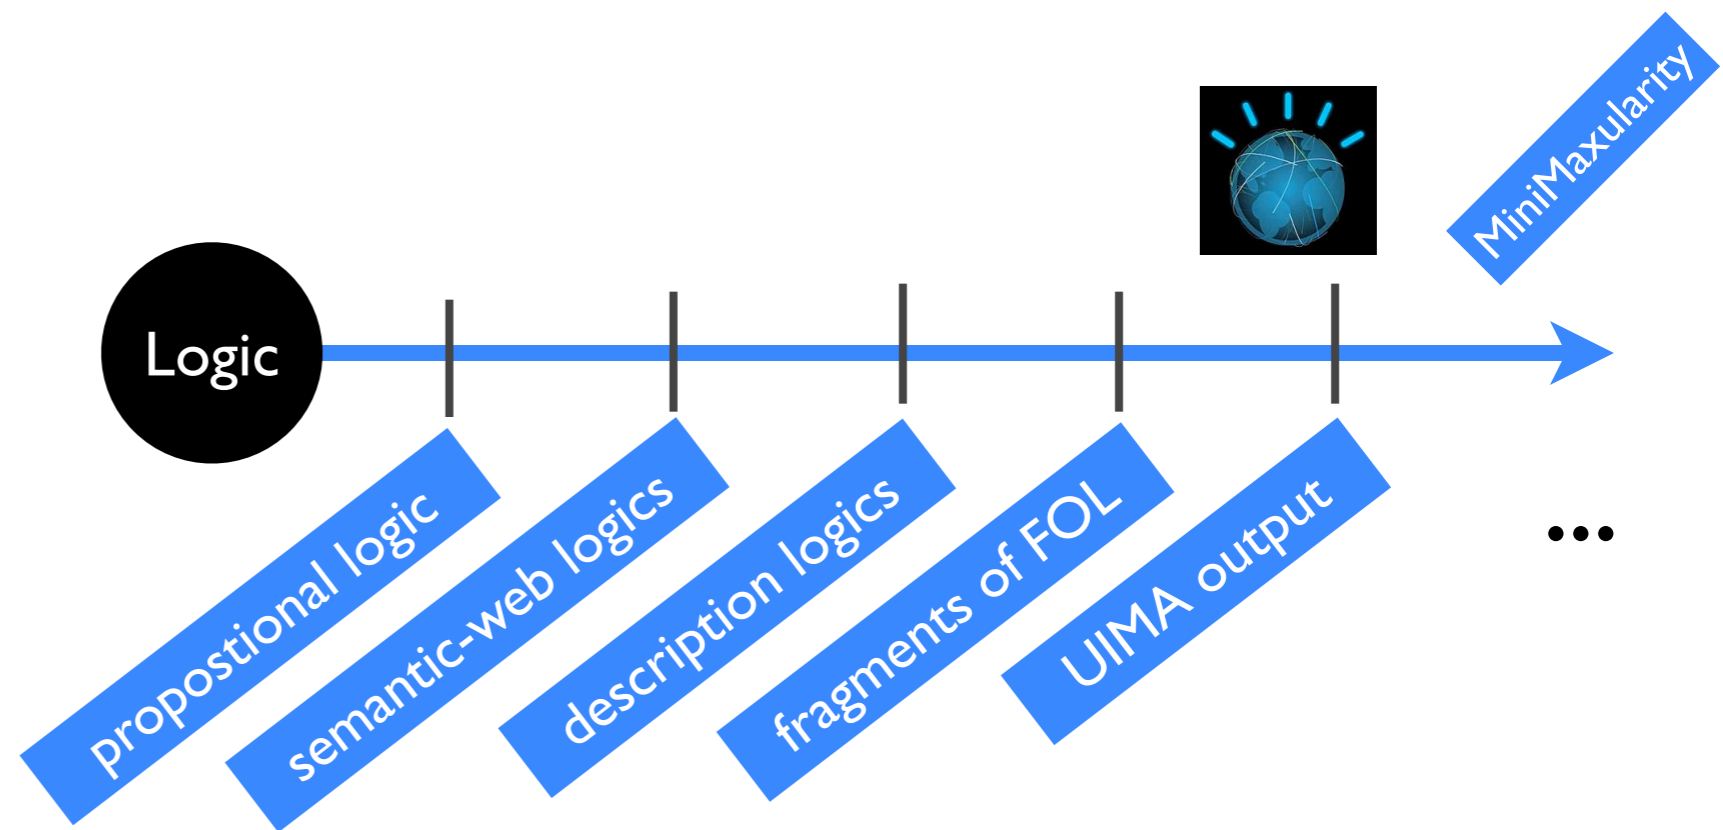 Logic
propostional logic
semantic-web logics
description logics
fragments of FOL
UIMA output
MiniMaxularity
...